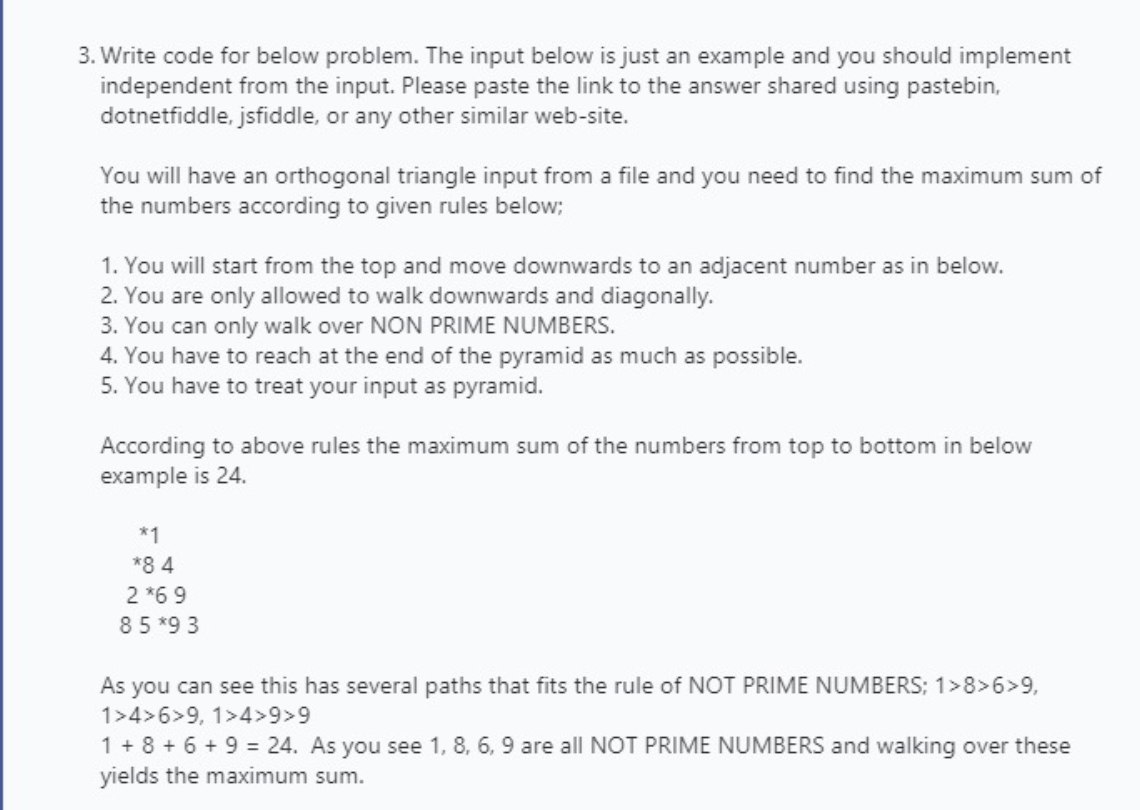 3. Write code for below problem. The input below is just an example and you should implement
independent from the input. Please paste the link to the answer shared using pastebin,
dotnetfiddle, jsfiddle, or any other similar web-site.
You will have an orthogonal triangle input from a file and you need to find the maximum sum of
the numbers according to given rules below;
1. You will start from the top and move downwards to an adjacent number as in below.
2. You are only allowed to walk downwards and diagonally.
3. You can only walk over NON PRIME NUMBERS.
4. You have to reach at the end of the pyramid as much as possible.
5. You have to treat your input as pyramid.
According to above rules the maximum sum of the numbers from top to bottom in below
example is 24.
*1
*8 4
2 *6 9
8 5 *9 3
As you can see this has several paths that fits the rule of NOT PRIME NUMBERS; 1>8>6>9,
1>4>6>9, 1>4>9>9
1 + 8 + 6 + 9 = 24. As you see 1, 8, 6, 9 are all NOT PRIME NUMBERS and walking over these
yields the maximum sum.